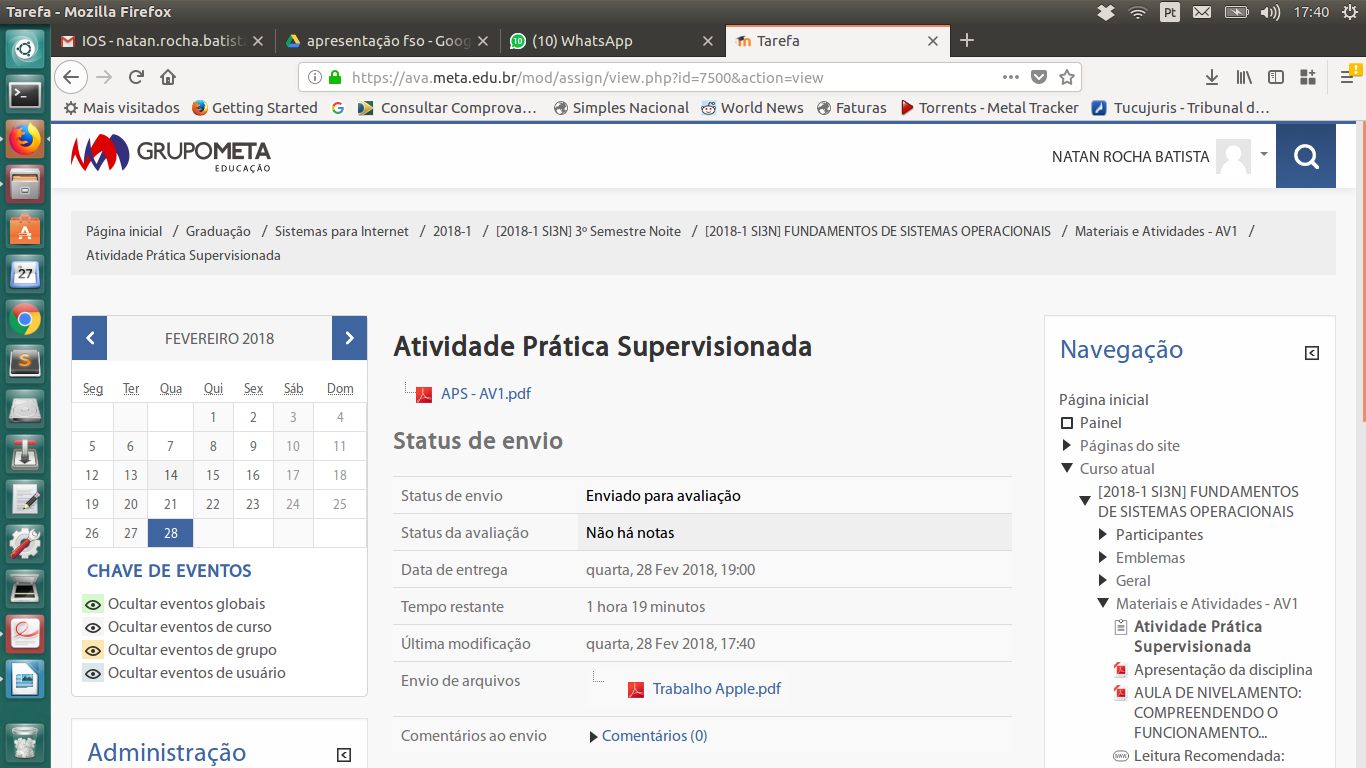 Tarefa - Mozilla Firefox
Pt
17:40
IOS - natan.rocha.batist
apresentação fso - Goog
(10) WhatsApp
Tarefa
https://ava.meta.edu.br/mod/assign/view.php?id=7500&action=view
Mais visitados
Getting Started
Consultar Comprova…
Simples Nacional
World News
Faturas
Torrents - Metal Tracker
Tucujuris - Tribunal d…
GRUPOMETA
EDUCAÇÃO
NATAN ROCHA BATISTA
Página inicial / Graduação / Sistemas para Internet / 2018-1 / [2018-1 SI3N] 3º Semestre Noite / [2018-1 SI3N] FUNDAMENTOS DE SISTEMAS OPERACIONAIS / Materiais e Atividades - AV1 /
Atividade Prática Supervisionada
FEVEREIRO 2018
Seg Ter Qua Qui Sex Sáb Dom
1 2 3 4
5 6 7 8 9 10 11
12 13 14 15 16 17 18
19 20 21 22 23 24 25
26 27 28
CHAVE DE EVENTOS
Ocultar eventos globais
Ocultar eventos de curso
Ocultar eventos de grupo
Ocultar eventos de usuário
Administração
Atividade Prática Supervisionada
APS - AV1.pdf
Status de envio
Status de envio Enviado para avaliação
Status da avaliação Não há notas
Data de entrega quarta, 28 Fev 2018, 19:00
Tempo restante 1 hora 19 minutos
Última modificação quarta, 28 Fev 2018, 17:40
Envio de arquivos Trabalho Apple.pdf
Comentários ao envio Comentários (0)
Navegação
Página inicial
Painel
Páginas do site
Curso atual
[2018-1 SI3N] FUNDAMENTOS
DE SISTEMAS OPERACIONAIS
Participantes
Emblemas
Geral
Materiais e Atividades - AV1
Atividade Prática
Supervisionada
Apresentação da disciplina
AULA DE NIVELAMENTO:
COMPREENDENDO O
FUNCIONAMENTO...
Leitura Recomendada:
27